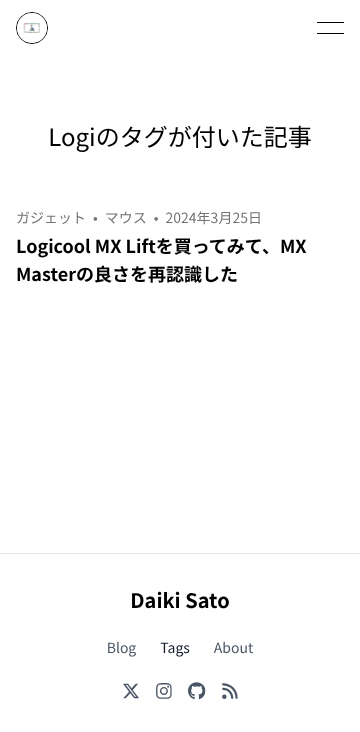 Logiのタグが付いた記事
ガジェット • マウス • 2024年3月25日
Logicool MX Liftを買ってみて、MX
Masterの良さを再認識した
Daiki Sato
Blog Tags About